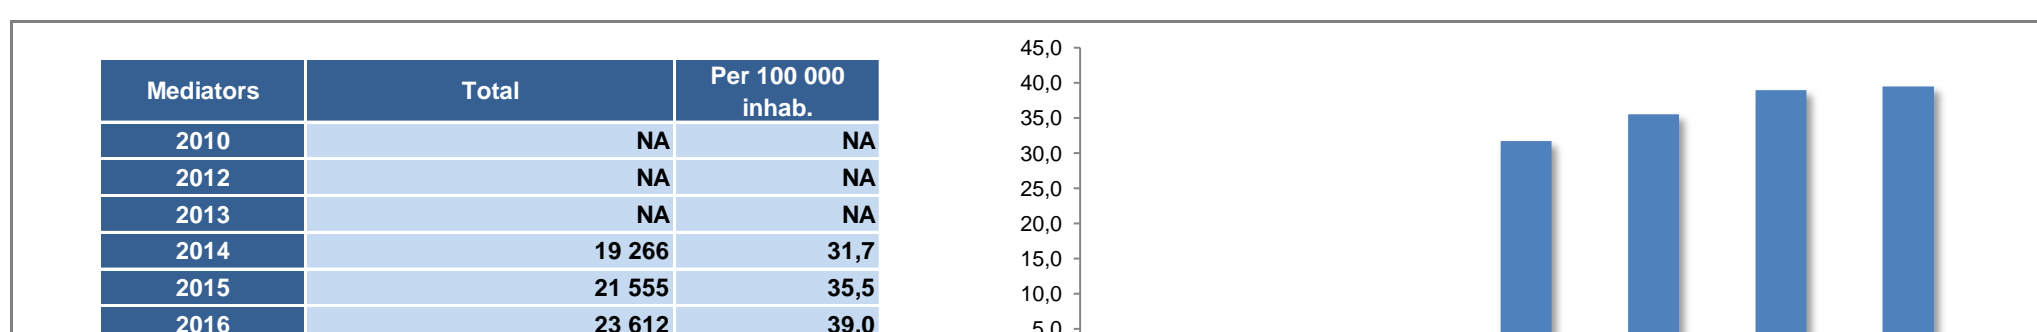 Mediators Total Per 100 000 inhab.
2010 NA NA
2012 NA NA
2013 NA NA
2014 19 266 31,7
2015 21 555 35,5
2016 23 612 39,0
45,0
40,0
35,0
30,0
25,0
20,0
15,0
10,0
5,0